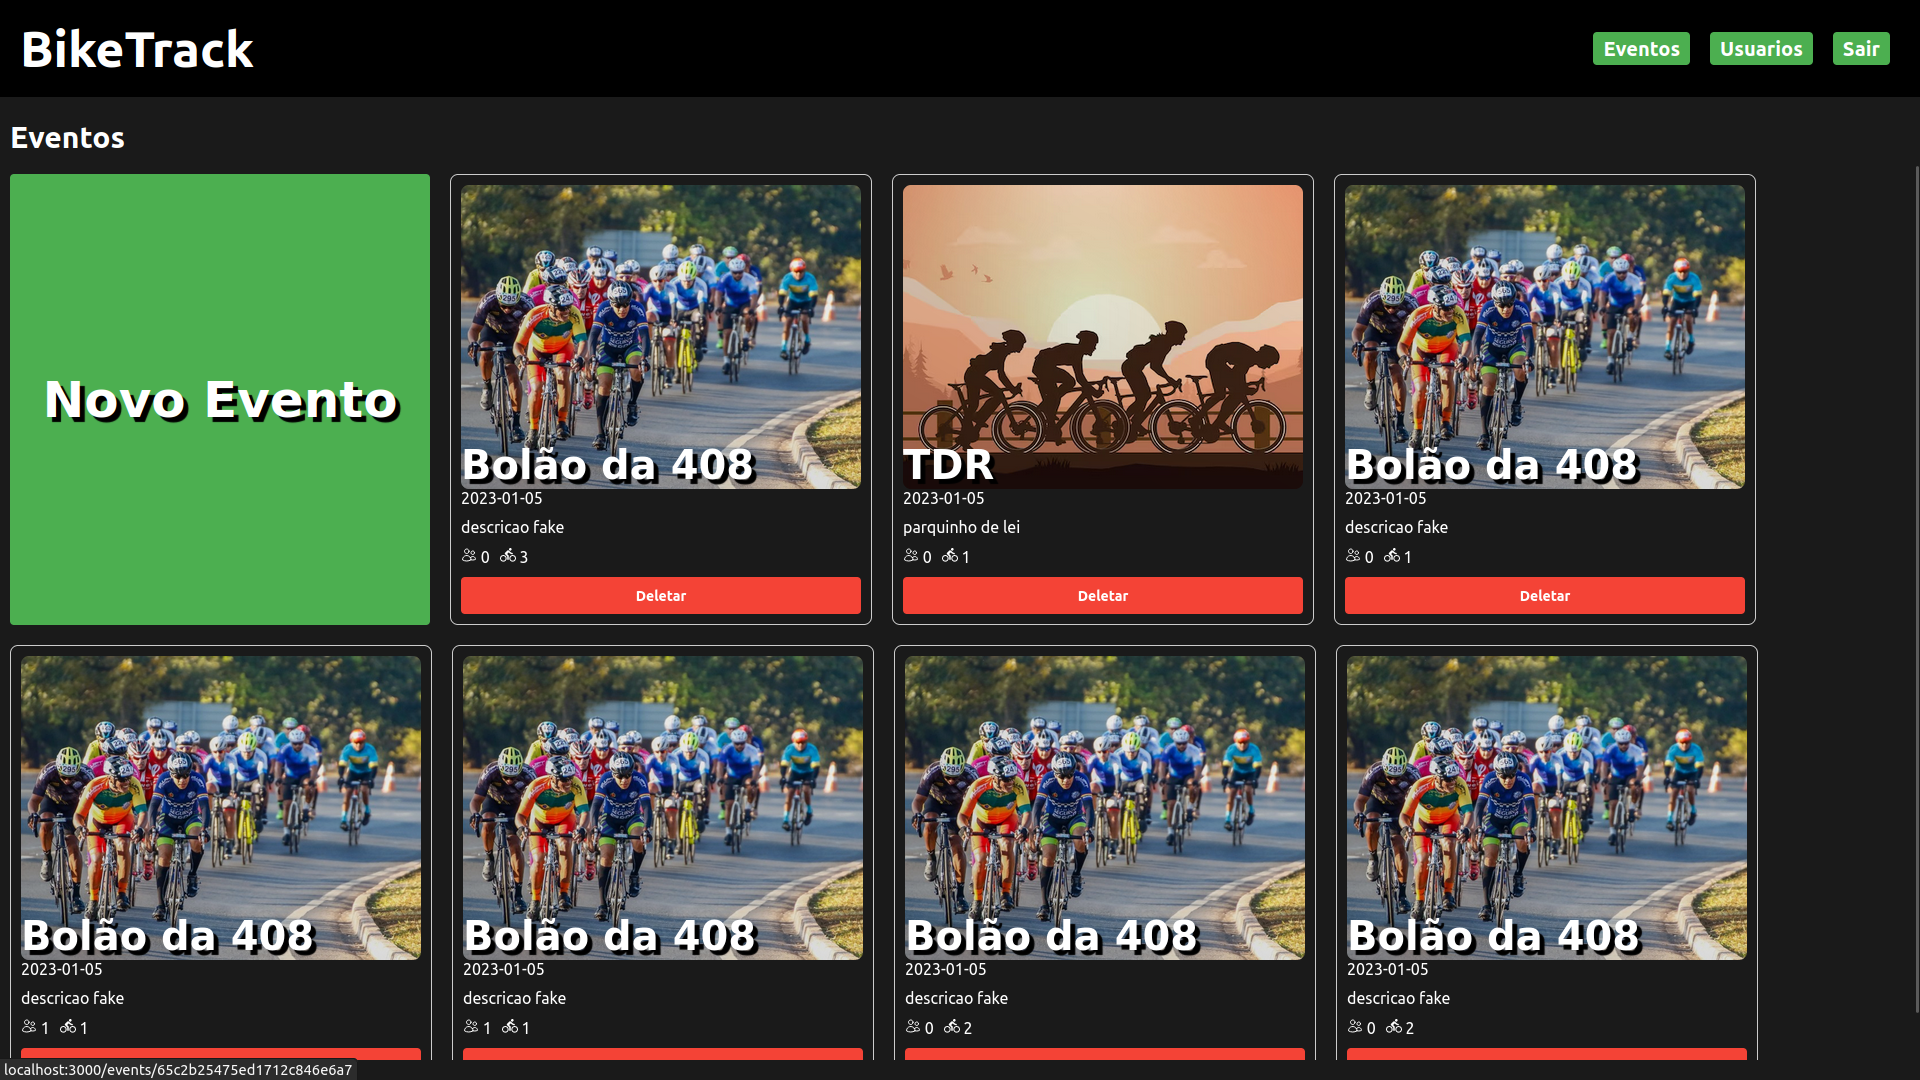 BikeTrack
Eventos Usuarios Sair
Eventos
Novo Evento
Bolão da 408
2023-01-05
descricao fake
0 3
Deletar
TDR
2023-01-05
parquinho de lei
0 1
Deletar
Bolão da 408
2023-01-05
descricao fake
0 1
Deletar
Bolão da 408
2023-01-05
descricao fake
1 1
Bolão da 408
2023-01-05
descricao fake
1 1
Bolão da 408
2023-01-05
descricao fake
0 2
Bolão da 408
2023-01-05
descricao fake
0 2
localhost:3000/events/65c2b25475ed1712c846e6a7